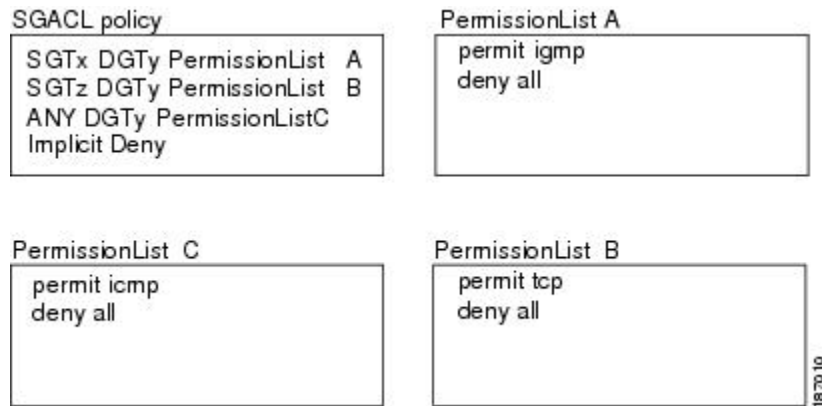 SGACL policy
SGTx DGTy PermissionList A
SGTz DGTy PermissionList B
ANY DGTy PermissionListC
Implicit Deny
PermissionList A
permit igmp
deny all
PermissionList C
permit icmp
deny all
PermissionList B
permit tcp
deny all
187919